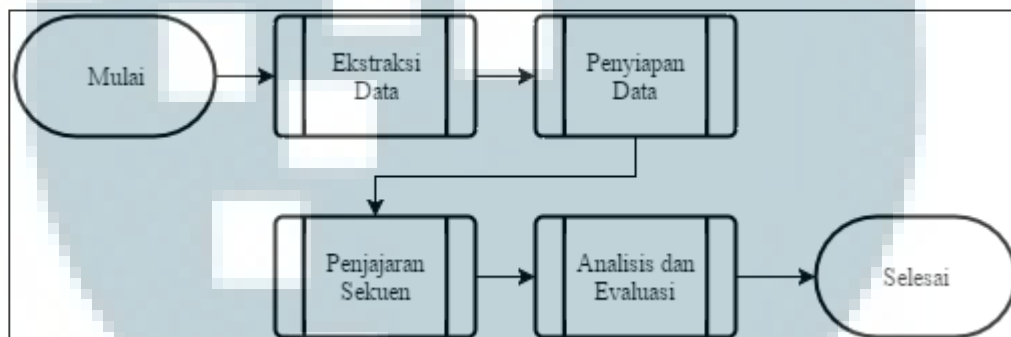 Mulai
Ekstraksi
Data
Penyiapan
Data
Penjajaran
Sekuen
Analisis dan
Evaluasi
Selesai